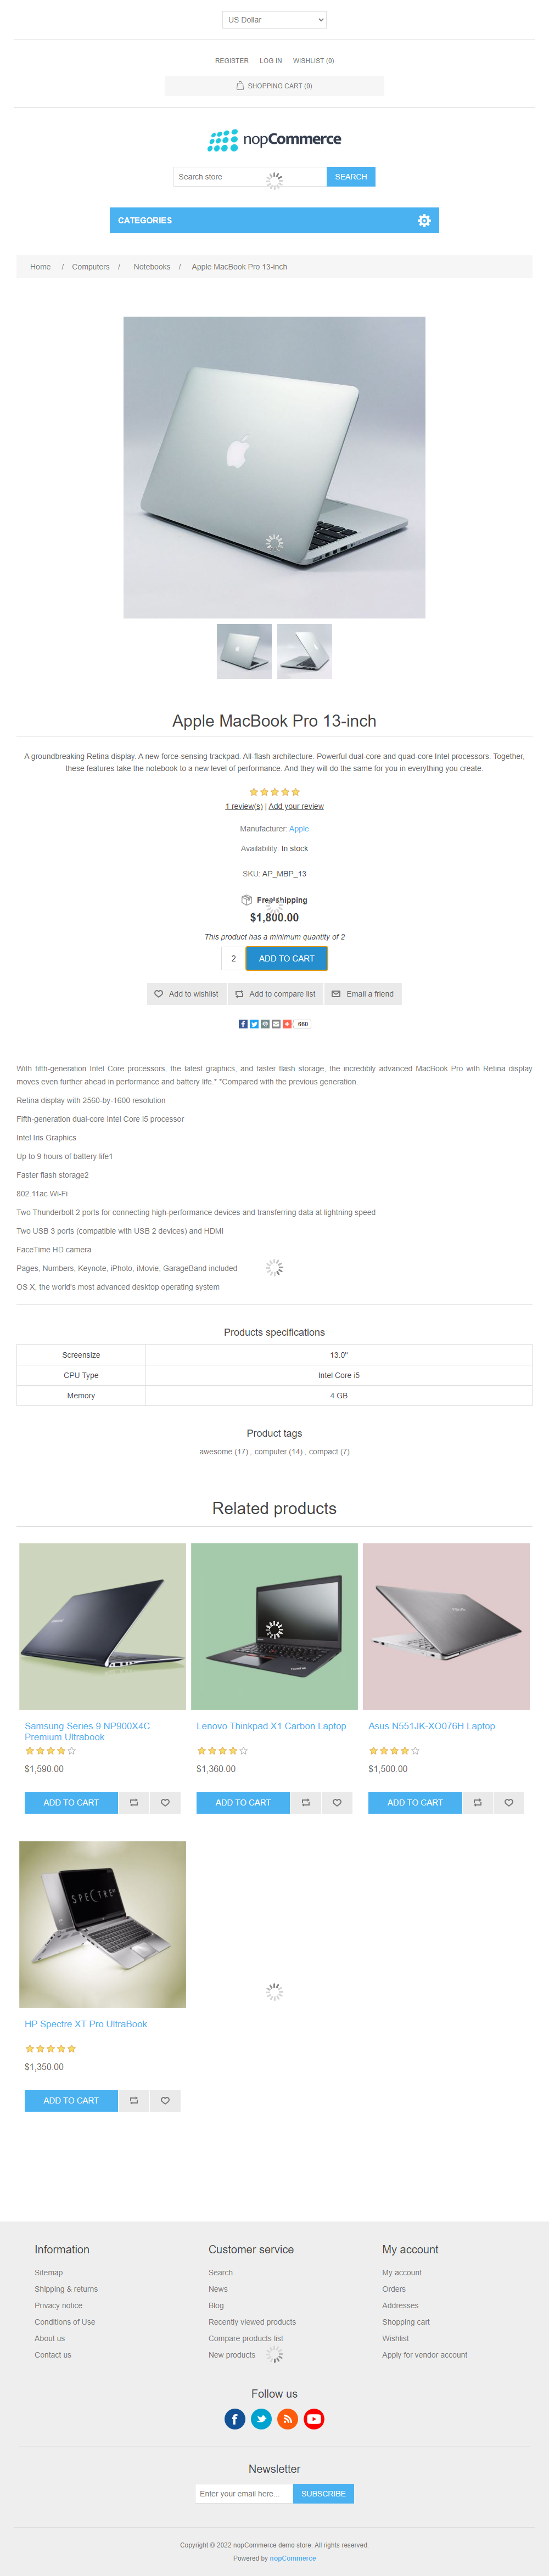 US Dollar
REGISTER LOG IN WISHLIST (0)
SHOPPING CART (0)
nopCommerce
Search store SEARCH
CATEGORIES
Home / Computers / Notebooks / Apple MacBook Pro 13-inch
Apple MacBook Pro 13-inch
A groundbreaking Retina display. A new force-sensing trackpad. All-flash architecture. Powerful dual-core and quad-core Intel processors. Together,
these features take the notebook to a new level of performance. And they will do the same for you in everything you create.
1 review(s) | Add your review
Manufacturer: Apple
Availability: In stock
SKU: AP_MBP_13
Free shipping
$1,800.00
This product has a minimum quantity of 2
2 ADD TO CART
Add to wishlist Add to compare list Email a friend
660
With fifth-generation Intel Core processors, the latest graphics, and faster flash storage, the incredibly advanced MacBook Pro with Retina display
moves even further ahead in performance and battery life.* *Compared with the previous generation.
Retina display with 2560-by-1600 resolution
Fifth-generation dual-core Intel Core i5 processor
Intel Iris Graphics
Up to 9 hours of battery life1
Faster flash storage2
802.11ac Wi-Fi
Two Thunderbolt 2 ports for connecting high-performance devices and transferring data at lightning speed
Two USB 3 ports (compatible with USB 2 devices) and HDMI
FaceTime HD camera
Pages, Numbers, Keynote, iPhoto, iMovie, GarageBand included
OS X, the world's most advanced desktop operating system
Products specifications
Screensize 13.0''
CPU Type Intel Core i5
Memory 4 GB
Product tags
awesome (17) , computer (14) , compact (7)
Related products
Samsung Series 9 NP900X4C
Premium Ultrabook
$1,590.00
ADD TO CART
Lenovo Thinkpad X1 Carbon Laptop
$1,360.00
ADD TO CART
Asus N551JK-XO076H Laptop
$1,500.00
ADD TO CART
SPECTRE
HP Spectre XT Pro UltraBook
$1,350.00
ADD TO CART
Information
Sitemap
Shipping & returns
Privacy notice
Conditions of Use
About us
Contact us
Customer service
Search
News
Blog
Recently viewed products
Compare products list
New products
My account
My account
Orders
Addresses
Shopping cart
Wishlist
Apply for vendor account
Follow us
Newsletter
Enter your email here... SUBSCRIBE
Copyright © 2022 nopCommerce demo store. All rights reserved.
Powered by nopCommerce